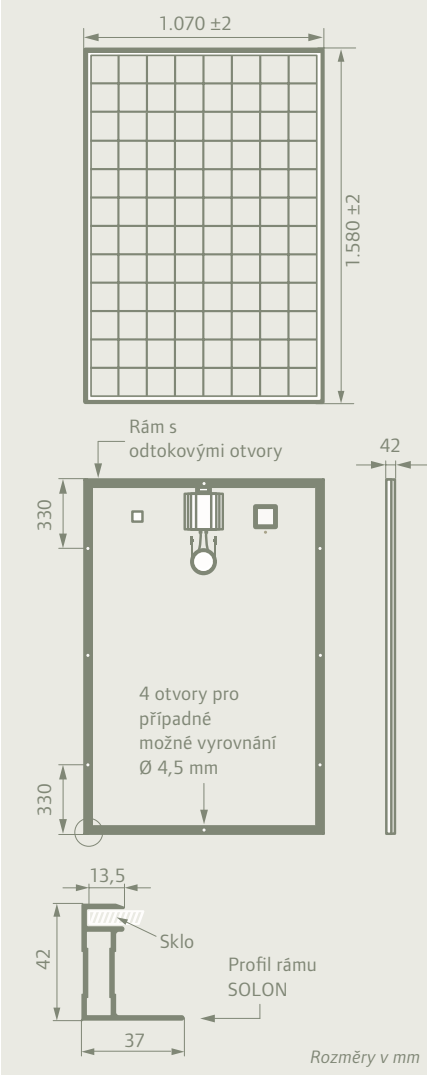 1.070 ±2
1.580 ±2
Rám s
odtokovými otvory
42
330
4 otvory pro
případné
možné vyrovnání
Ø 4,5 mm
330
13,5
Sklo
42
Profil rámu
SOLON
37
Rozměry v mm